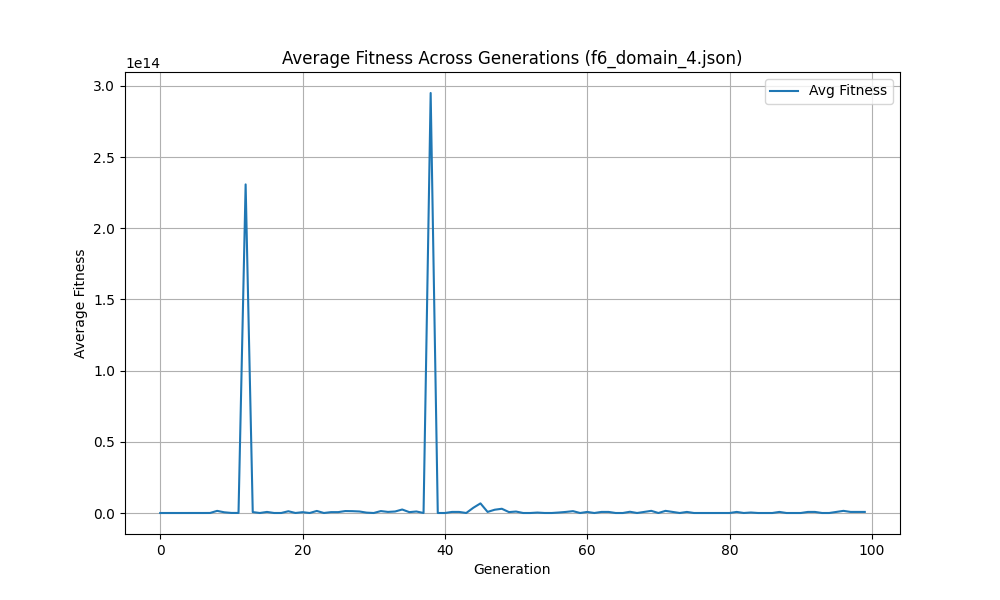 Average Fitness Across Generations (f6_domain_4.json)
1e14
Avg Fitness
3.0
2.5
2.0
1.5
1.0
0.5
0.0
Average Fitness
0 20 40 60 80 100
Generation